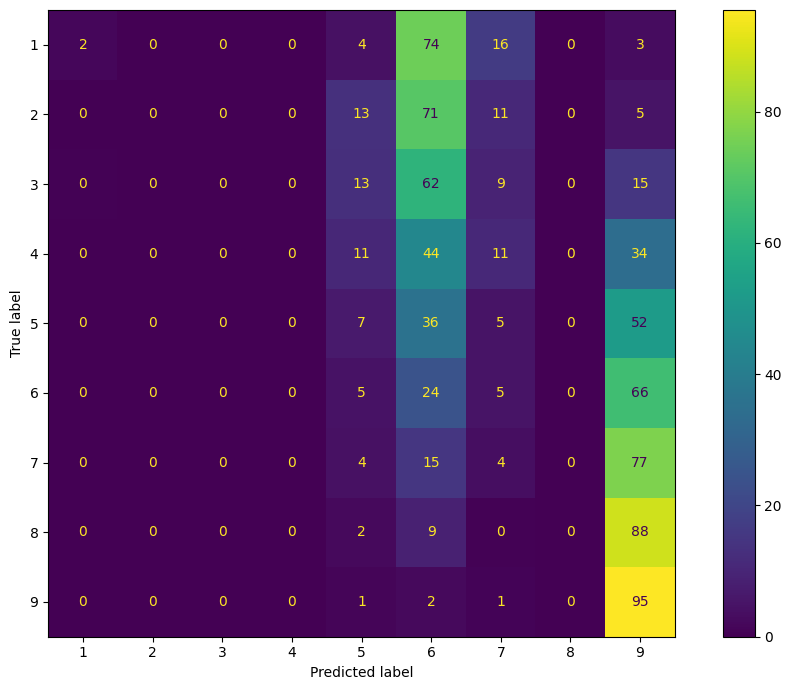 1 2 0 0 0 4 74 16 0 3
2 0 0 0 0 13 71 11 0 5
3 0 0 0 0 13 62 9 0 15
4 0 0 0 0 11 44 11 0 34
5 0 0 0 0 7 36 5 0 52
6 0 0 0 0 5 24 5 0 66
7 0 0 0 0 4 15 4 0 77
8 0 0 0 0 2 9 0 0 88
9 0 0 0 0 1 2 1 0 95
1 2 3 4 5 6 7 8 9
Predicted label
True label
80
60
40
20
0